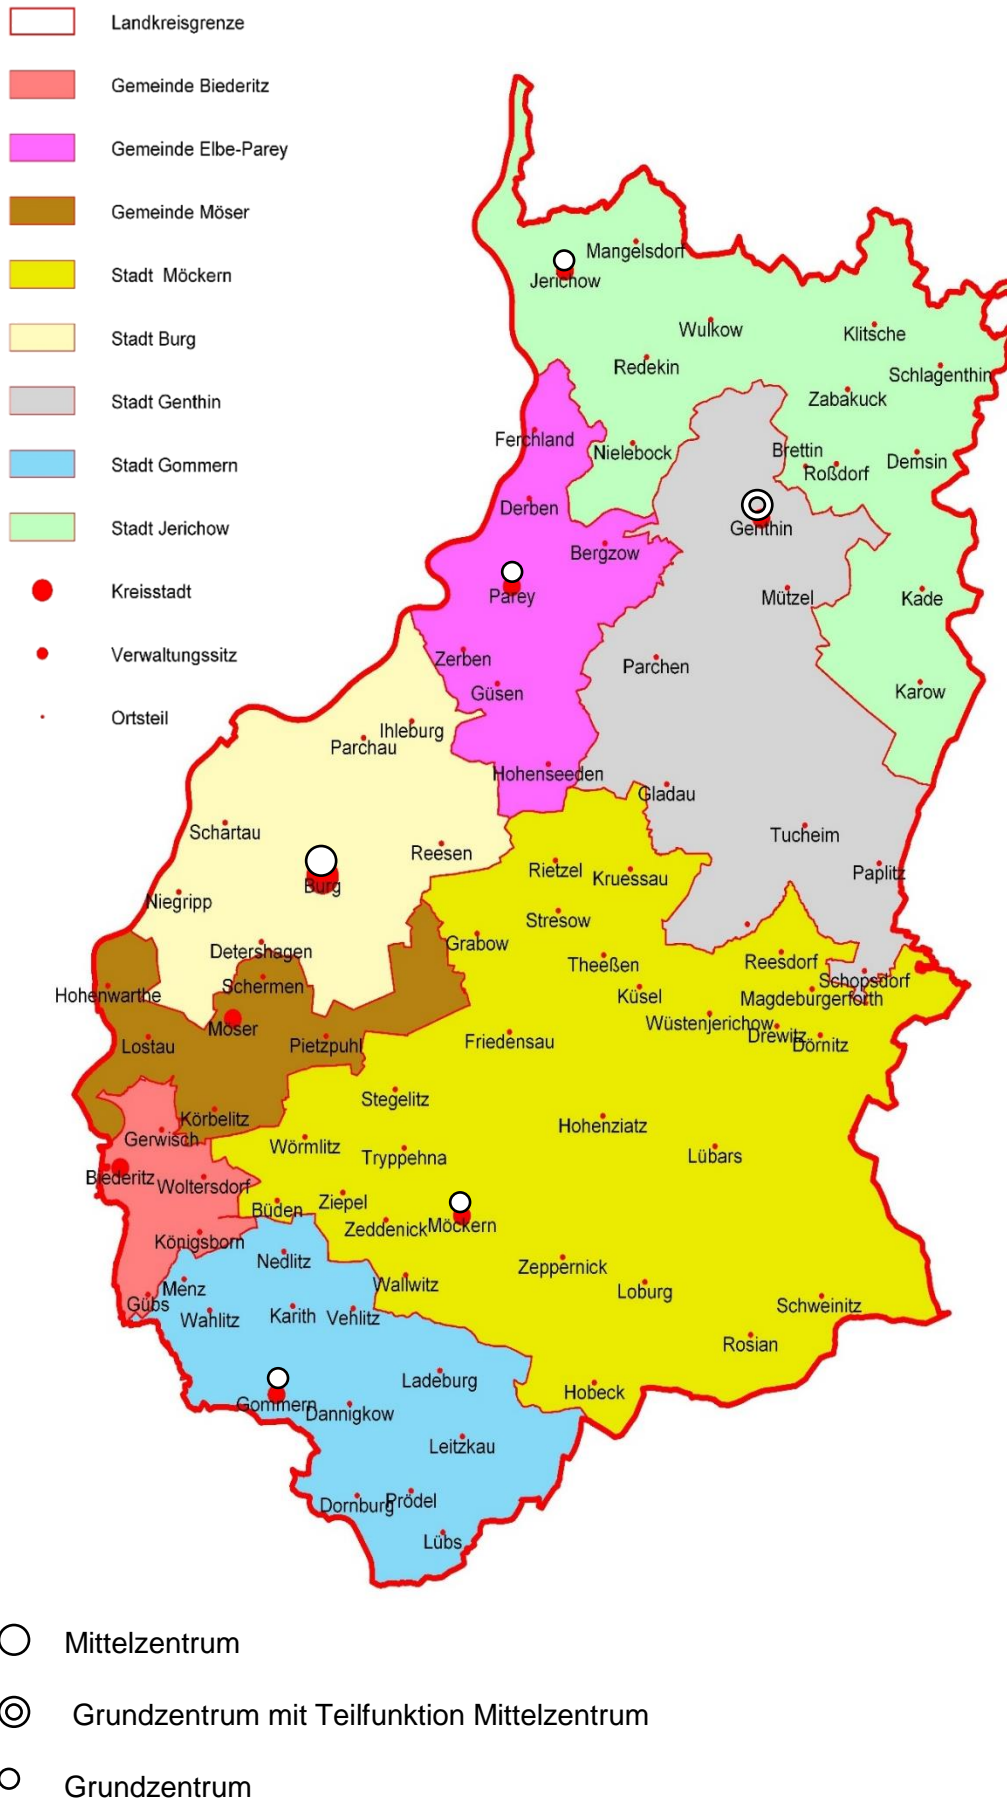 Landkreisgrenze
Gemeinde Biederitz
Gemeinde Elbe-Parey
Gemeinde Möser
Stadt Möckern
Stadt Burg
Stadt Genthin
Stadt Gommern
Stadt Jerichow
Kreisstadt
Verwaltungssitz
Ortsteil
Mangelsdorf
Jerichow
Wulkow
Klitsche
Redekin
Schlagenthin
Zabakuck
Ferchland
Nielebock
Brettin
Roßdorf
Demsin
Derben
Genthin
Bergzow
Parey
Mützel
Kade
Zerben
Parchen
Güsen
Karow
Ihleburg
Parchau
Hohenseeden
Gladau
Schartau
Tucheim
Reesen
Rietzel
Kruessau
Paplitz
Burg
Niegripp
Stresow
Detershagen
Grabow
Theeßen
Reesdorf
Schopsdorf
Schermen
Hohenwarthe
Küsel
Magdeburgerforth
Möser
Wüstenjerichow
Drewitz
Dörnitz
Lostau
Pietzpuhl
Friedensau
Stegelitz
Körbelitz
Hohenziatz
Gerwisch
Wörmlitz
Tryppehna
Lübars
Biederitz
Woltersdorf
Ziepel
Büden
Zeddenick
Möckern
Königsborn
Nedlitz
Zeppernick
Menz
Wallwitz
Loburg
Gübs
Wahlitz
Karith
Vehlitz
Schweinitz
Rosian
Ladeburg
Hobeck
Gommern
Dannigkow
Leitzkau
Dornburg
Prödel
Lübs
Mittelzentrum
Grundzentrum mit Teilfunktion Mittelzentrum
Grundzentrum